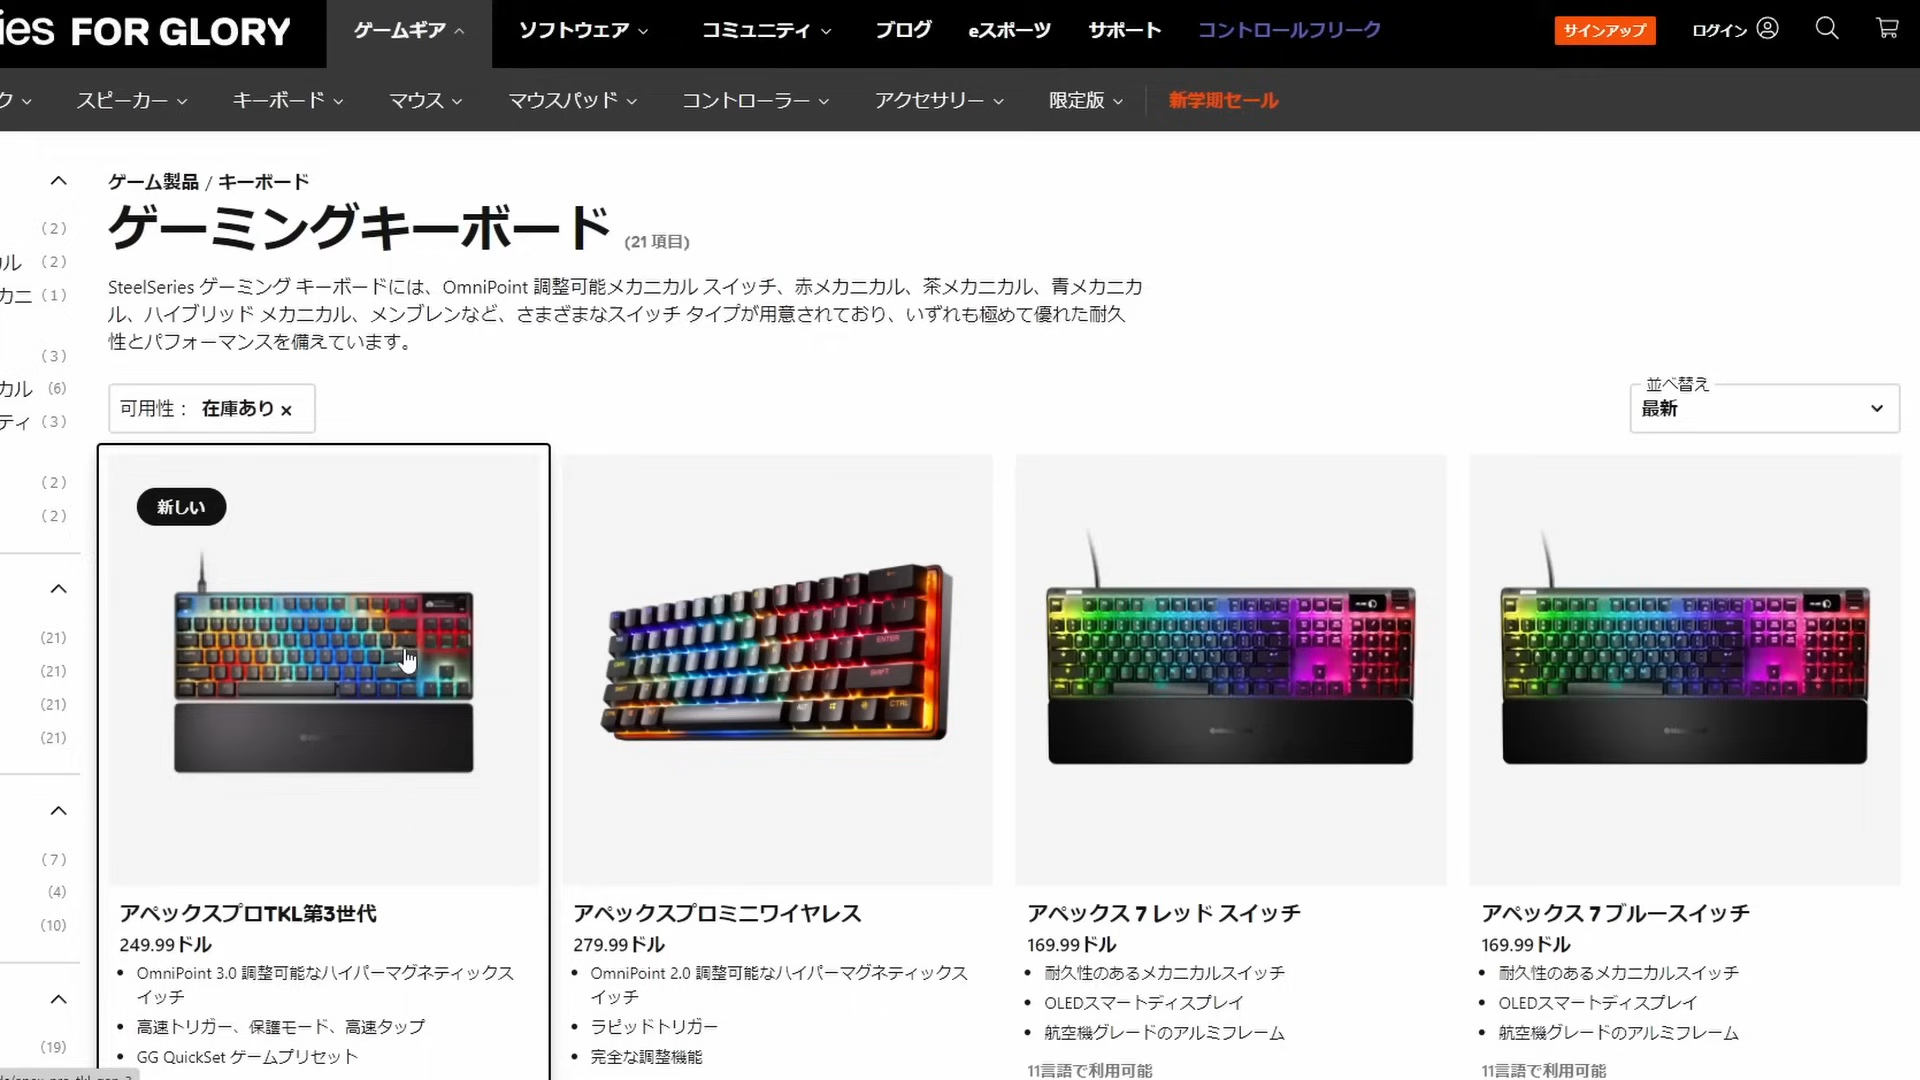 ies FOR GLORY
ゲームギア
ソフトウェア
コミュニティ
ブログ
eスポーツ
サポート
コントロールフリーク
サインアップ
ログイン
ク
スピーカー
キーボード
マウス
マウスパッド
コントローラー
アクセサリー
限定版
新学期セール
ゲーム製品 / キーボード
ゲーミングキーボード (21 項目)
SteelSeries ゲーミング キーボードには、OmniPoint 調整可能メカニカル スイッチ、赤メカニカル、茶メカニカル、青メカニカ
ル、ハイブリッド メカニカル、メンブレンなど、さまざまなスイッチ タイプが用意されており、いずれも極めて優れた耐久
性とパフォーマンスを備えています。
(2)
ル (2)
カニ (1)
(3)
カル (6)
ティ (3)
(2)
(2)
(21)
(21)
(21)
(21)
(7)
(4)
(10)
(19)
可用性： 在庫あり ×
並べ替え
最新
新しい
アペックスプロTKL第3世代
249.99ドル
• OmniPoint 3.0 調整可能なハイパーマグネティックス
イッチ
• 高速トリガー、保護モード、高速タップ
• GG QuickSet ゲームプリセット
ENTER
SHIFT
ALT
CTRL
アペックスプロミニワイヤレス
279.99ドル
• OmniPoint 2.0 調整可能なハイパーマグネティックス
イッチ
• ラピッドトリガー
• 完全な調整機能
アペックス 7 レッド スイッチ
169.99ドル
• 耐久性のあるメカニカルスイッチ
• OLEDスマートディスプレイ
• 航空機グレードのアルミフレーム
11言語で利用可能
アペックス 7 ブルースイッチ
169.99ドル
• 耐久性のあるメカニカルスイッチ
• OLEDスマートディスプレイ
• 航空機グレードのアルミフレーム
11言語で利用可能